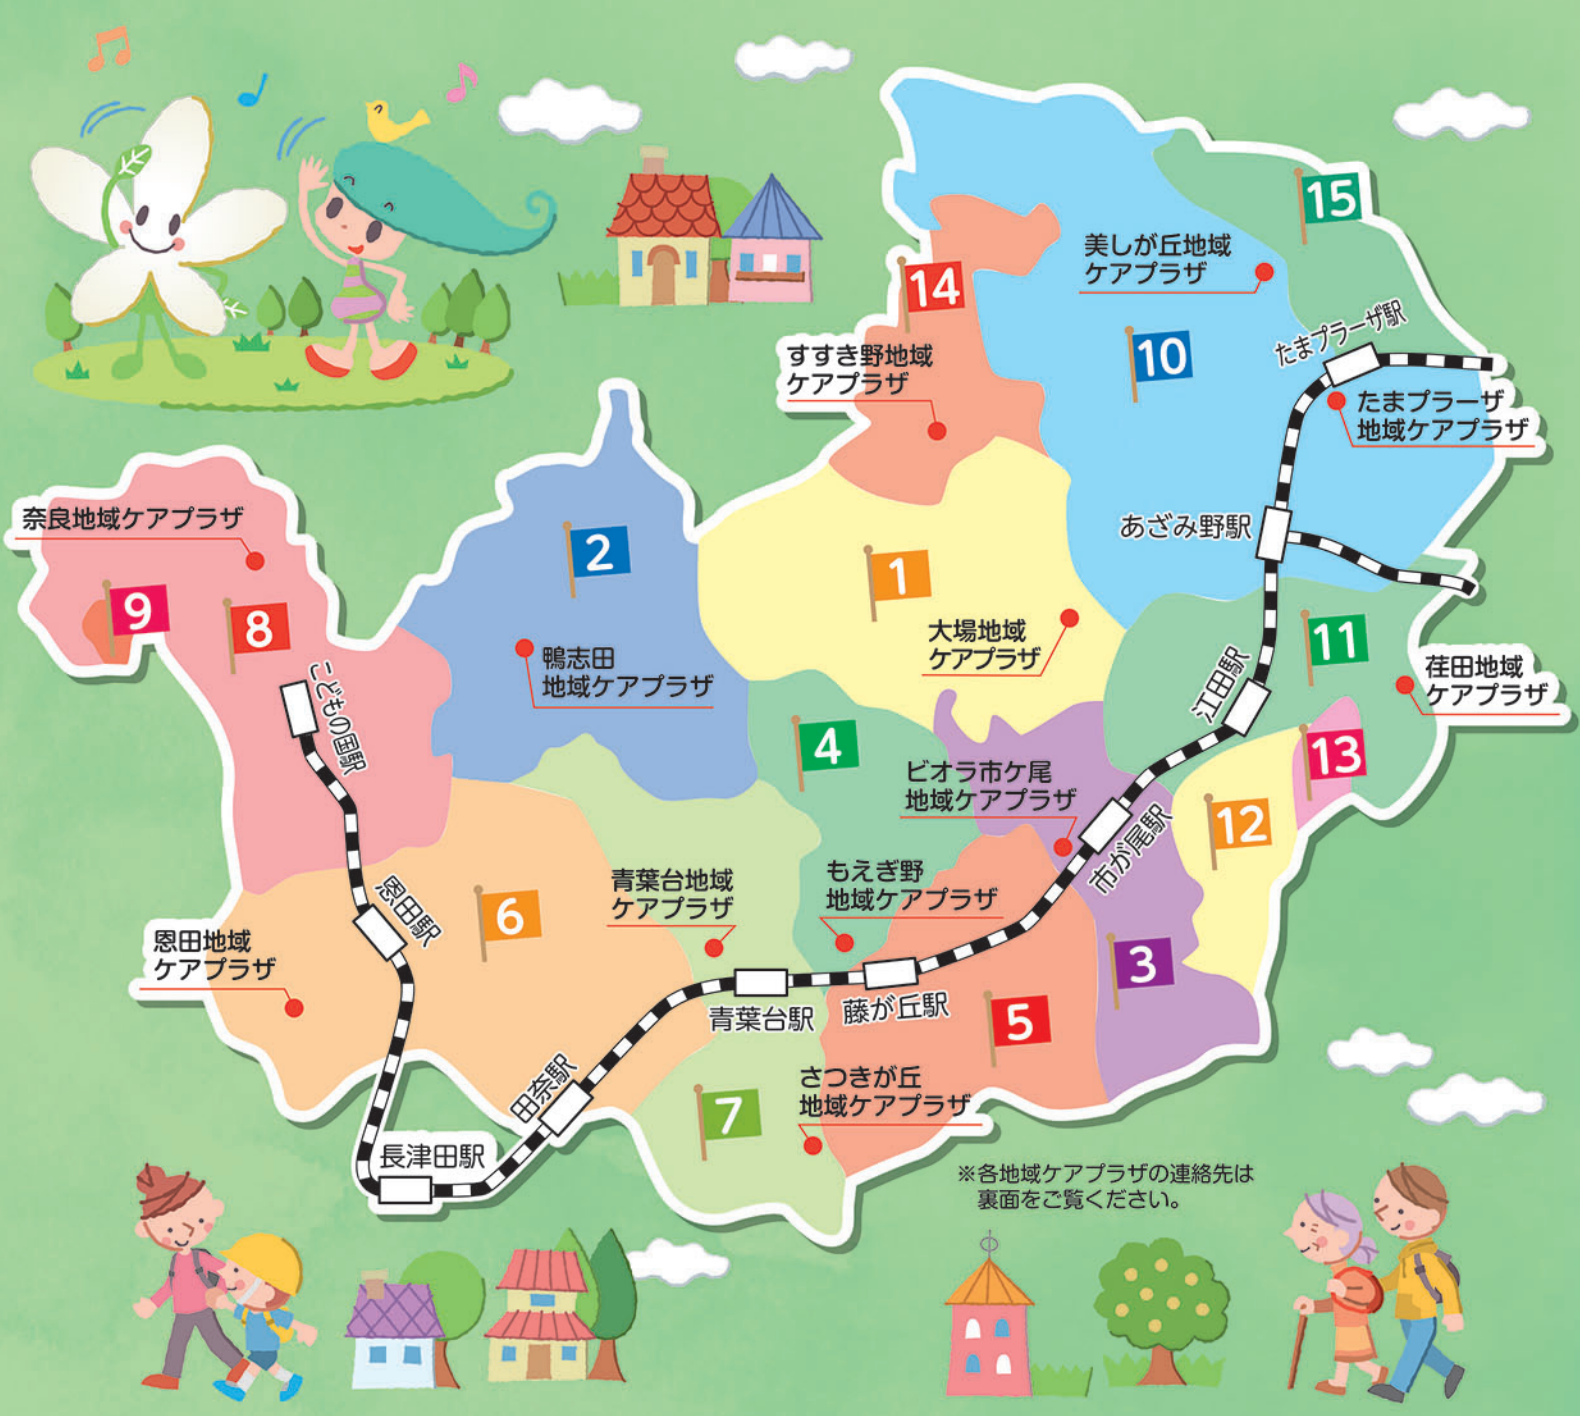 15
美しが丘地域
ケアプラザ
14
たまプラーザ駅
10
すすき野地域
ケアプラザ
たまプラーザ
地域ケアプラザ
奈良地域ケアプラザ
あざみ野駅
2
1
9
8
大場地域
ケアプラザ
11
鴨志田
地域ケアプラザ
江田駅
荏田地域
ケアプラザ
こどもの国駅
4
13
ビオラ市ケ尾
地域ケアプラザ
12
市が尾駅
青葉台地域
ケアプラザ
もえぎ野
地域ケアプラザ
6
恩田駅
恩田地域
ケアプラザ
3
青葉台駅
藤が丘駅
5
田奈駅
さつきが丘
地域ケアプラザ
7
長津田駅
※各地域ケアプラザの連絡先は
裏面をご覧ください。